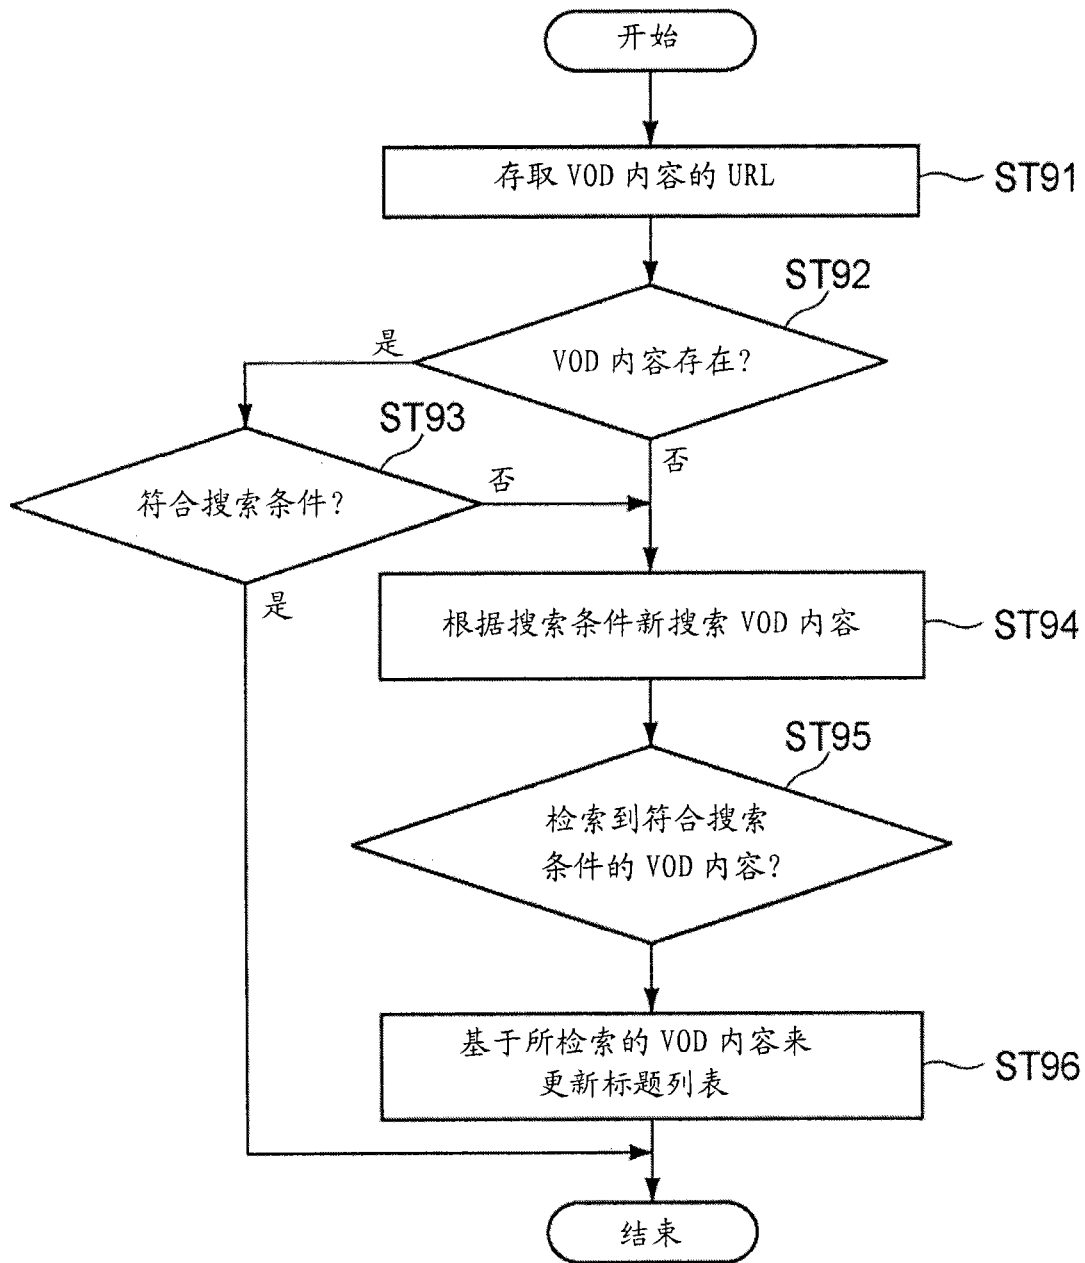 开始
存取 VOD 内容的 URL
ST91
ST92
VOD 内容存在?
是
否
ST93
符合搜索条件?
否
是
根据搜索条件新搜索 VOD 内容
ST94
ST95
检索到符合搜索
条件的 VOD 内容?
基于所检索的 VOD 内容来
更新标题列表
ST96
结束